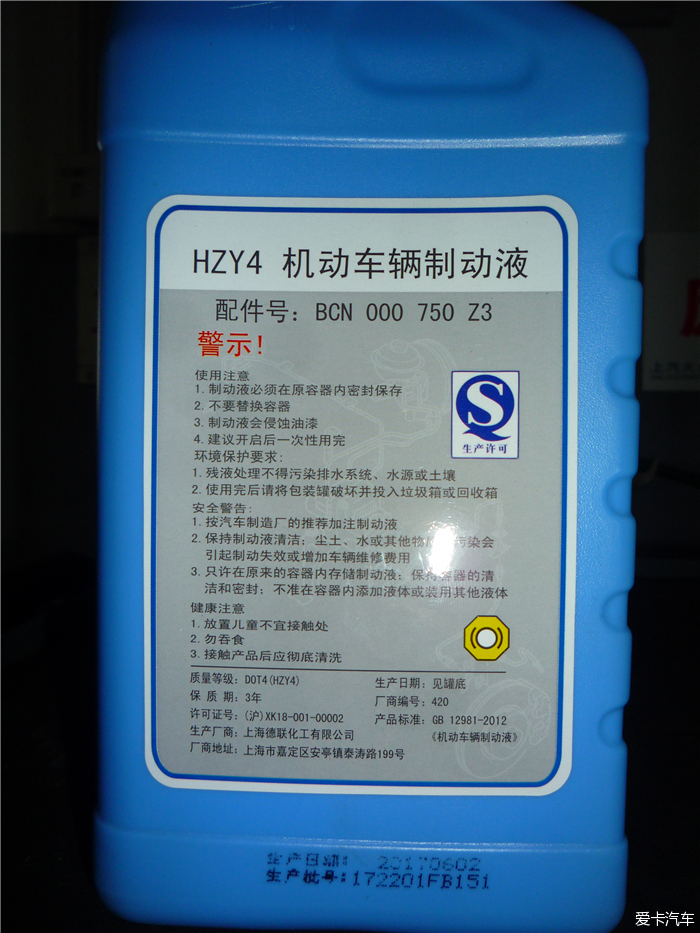 HZY4 机动车辆制动液
配件号：BCN 000 750 Z3
警示!
使用注意
1. 制动液必须在原容器内密封保存
2. 不要替换容器
3. 制动液会侵蚀油漆
4. 建议开启后一次性用完
生产许可
环境保护要求：
1. 残液处理不得污染排水系统、水源或土壤
2. 使用完后请将包装罐破坏并投入垃圾箱或回收箱
安全警告：
1. 按汽车制造厂的推荐加注制动液
2. 保持制动液清洁；尘土、水或其他物 污染会
引起制动失效或增加车辆维修费用
3. 只许在原来的容器内存储制动液；保持容器的清
洁和密封；不准在容器内添加液体或装用其他液体
健康注意
1. 放置儿童不宜接触处
2. 勿吞食
3. 接触产品后应彻底清洗
质量等级：DOT4(HZY4) 生产日期：见罐底
保 质 期：3年 厂商编号：420
许可证号：(沪)XK18-001-00002 产品标准：GB 12981-2012
生产厂商：上海德联化工有限公司 《机动车辆制动液》
厂商地址：上海市嘉定区安亭镇泰涛路199号
生产日期： 20170602
生产批号：172201FB151
爱卡汽车